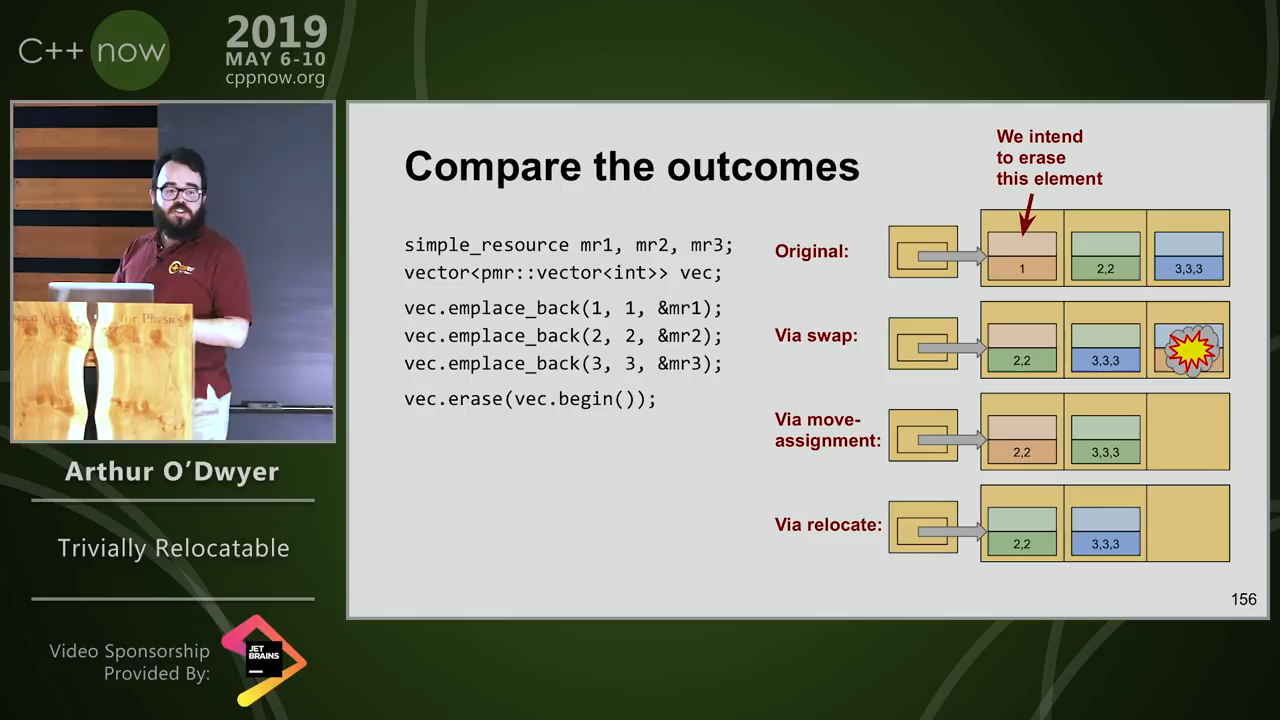 C++ now
2019
MAY 6-10
cppnow.org
for Physics
Arthur O’Dwyer
Trivially Relocatable
Video Sponsorship
Provided By:
JET
BRAINS
Compare the outcomes
simple_resource mr1, mr2, mr3;
vector<pmr::vector<int>> vec;
vec.emplace_back(1, 1, &mr1);
vec.emplace_back(2, 2, &mr2);
vec.emplace_back(3, 3, &mr3);
vec.erase(vec.begin());
We intend
to erase
this element
Original:
1
2,2
3,3,3
Via swap:
2,2
3,3,3
Via move-
assignment:
2,2
3,3,3
Via relocate:
2,2
3,3,3
156